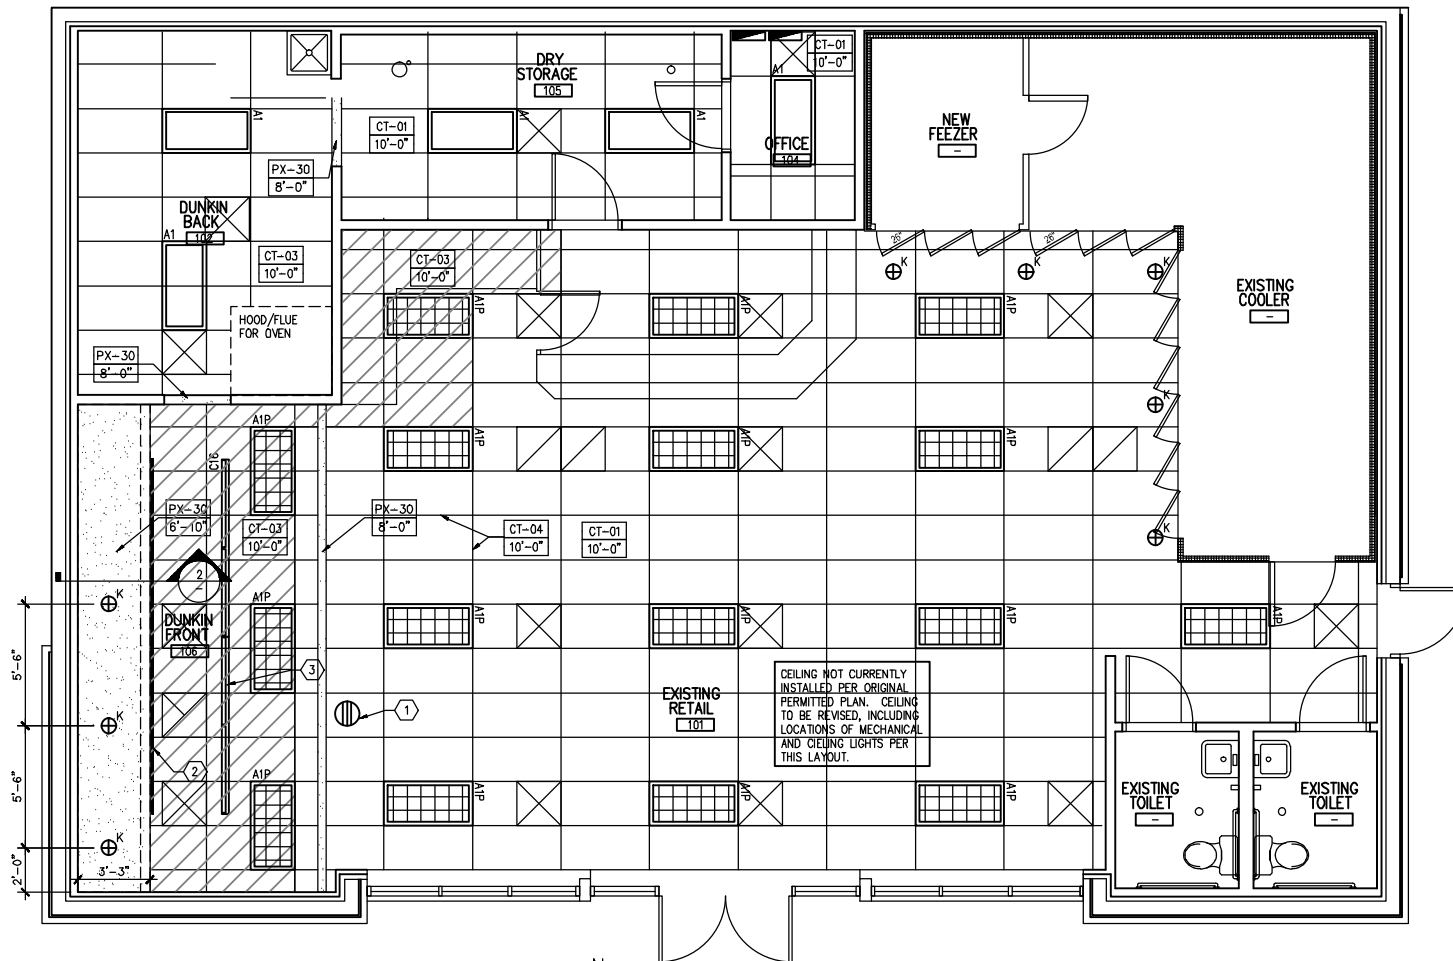 CT-01
10'-0"
A1
DRY
STORAGE
105
A1
A1
A1
CT-01
10'-0"
OFFICE
104
NEW
FEEZER
-
PX-30
8'-0"
DUNKIN
BACK
102
A1
CT-03
10'-0"
CT-03
10'-0"
28"
28"
K
K
K
EXISTING
COOLER
-
HOOD/FLUE
FOR OVEN
A1P
A1P
A1P
PX-30
8'-0"
K
A1P
A1P
A1P
A1P
C16
PX-30
6'-10"
CT-03
10'-0"
PX-30
8'-0"
CT-04
10'-0"
CT-01
10'-0"
K
2
-
K
A1P
A1P
A1P
A1P
A1P
DUNKIN
FRONT
106
5'-6"
3
CEILING NOT CURRENTLY
INSTALLED PER ORIGINAL
PERMITTED PLAN. CEILING
TO BE REVISED, INCLUDING
LOCATIONS OF MECHANICAL
AND CIELING LIGHTS PER
THIS LAYOUT.
EXISTING
RETAIL
101
1
K
2
A1P
5'-6"
A1P
A1P
A1P
EXISTING
TOILET
-
EXISTING
TOILET
-
K
2'-0"
3'-3"